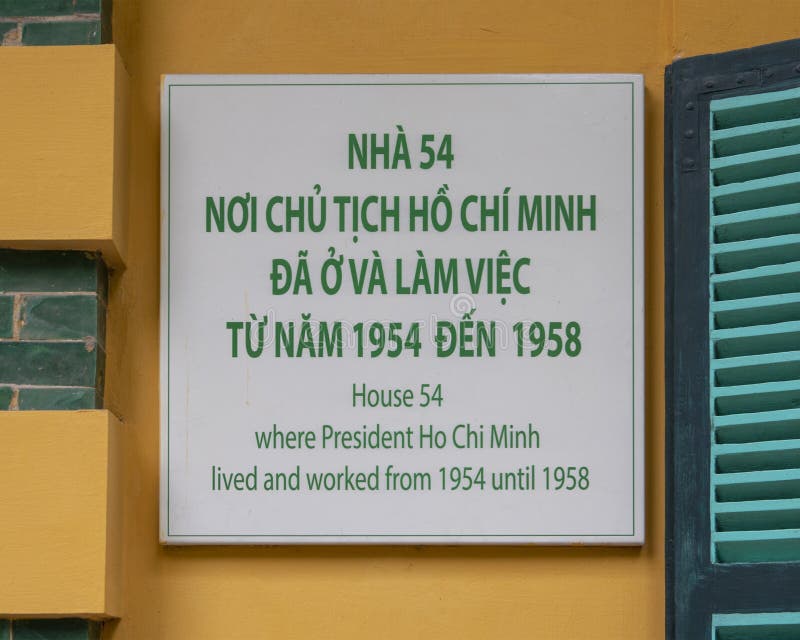 NHÀ 54
NƠI CHỦ TỊCH HỒ CHÍ MINH
ĐÃ Ở VÀ LÀM VIỆC
TỪ NĂM 1954 ĐẾN 1958
House 54
where President Ho Chi Minh
lived and worked from 1954 until 1958